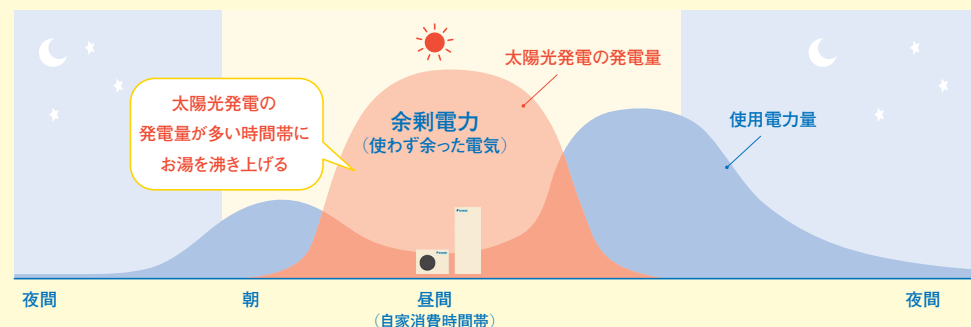 太陽光発電の発電量
太陽光発電の
発電量が多い時間帯に
お湯を沸き上げる
余剰電力
（使わず余った電気）
使用電力量
夜間
朝
昼間
（自家消費時間帯）
夜間